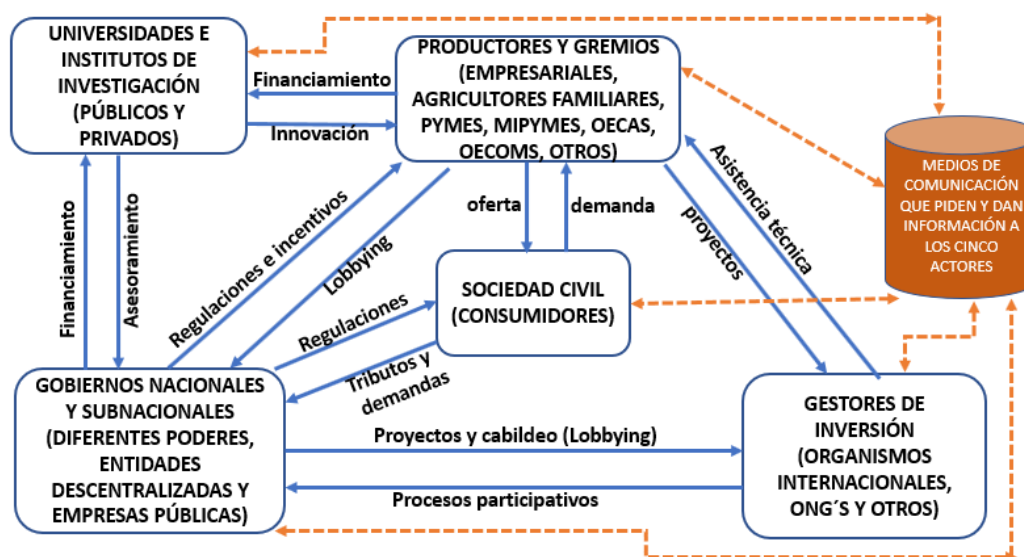 UNIVERSIDADES E
INSTITUTOS DE
INVESTIGACIÓN
(PÚBLICOS Y
PRIVADOS)
Financiamiento
Innovación
PRODUCTORES Y GREMIOS
(EMPRESARIALES,
AGRICULTORES FAMILIARES,
PYMES, MIPYMES, OECAS,
OECOMS, OTROS)
MEDIOS DE
COMUNICACIÓN
QUE PIDEN Y DAN
INFORMACIÓN A
LOS CINCO
ACTORES
Financiamiento
Asesoramiento
Regulaciones e incentivos
Lobbying
oferta
demanda
proyectos
Asistencia técnica
SOCIEDAD CIVIL
(CONSUMIDORES)
Regulaciones
Tributos y
demandas
GOBIERNOS NACIONALES
Y SUBNACIONALES
(DIFERENTES PODERES,
ENTIDADES
DESCENTRALIZADAS Y
EMPRESAS PÚBLICAS)
Proyectos y cabildeo (Lobbying)
Procesos participativos
GESTORES DE
INVERSIÓN
(ORGANISMOS
INTERNACIONALES,
ONG´S Y OTROS)